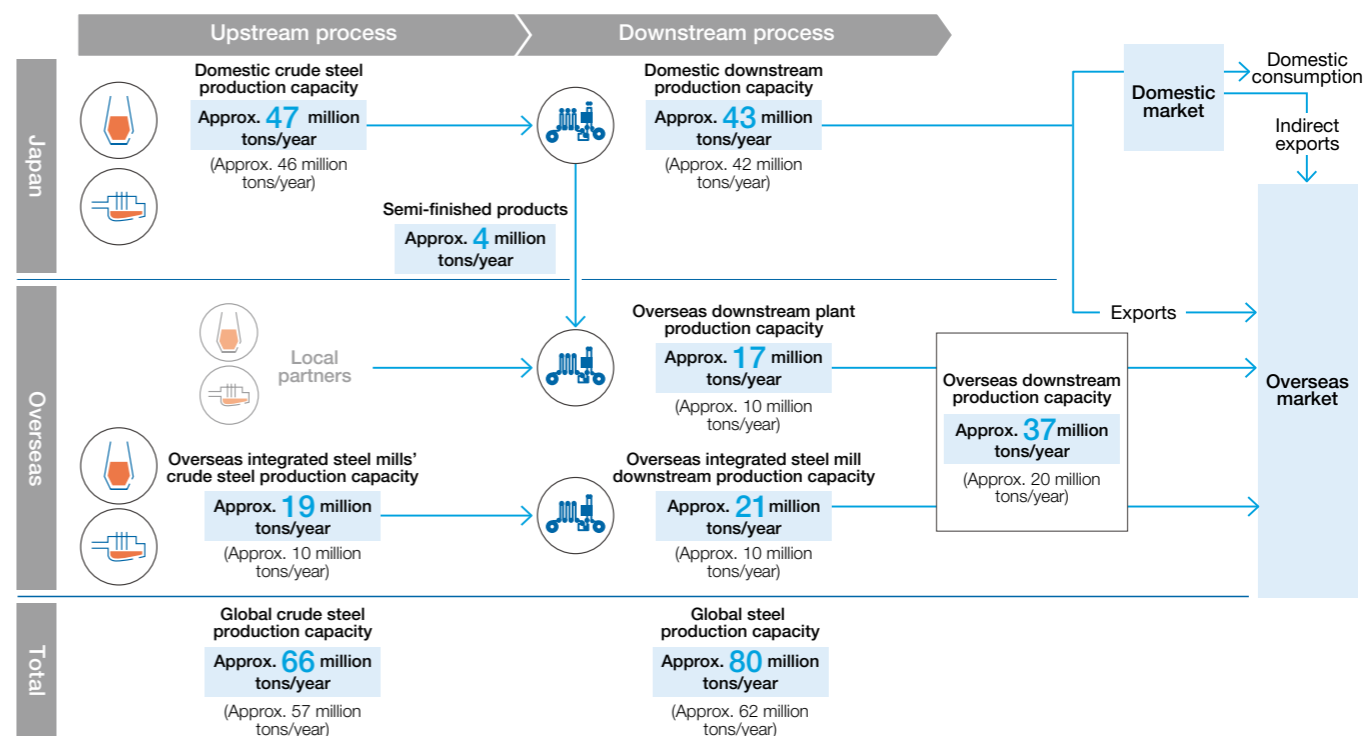 Upstream process
Downstream process
Japan
Domestic crude steel
production capacity
Approx. 47 million
tons/year
(Approx. 46 million
tons/year)
Domestic downstream
production capacity
Approx. 43 million
tons/year
(Approx. 42 million
tons/year)
Domestic
market
Domestic
consumption
Indirect
exports
Semi-finished products
Approx. 4 million
tons/year
Overseas
Local
partners
Overseas downstream plant
production capacity
Approx. 17 million
tons/year
(Approx. 10 million
tons/year)
Exports
Overseas downstream
production capacity
Approx. 37 million
tons/year
(Approx. 20 million
tons/year)
Overseas
market
Overseas integrated steel mills’
crude steel production capacity
Approx. 19 million
tons/year
(Approx. 10 million
tons/year)
Overseas integrated steel mill
downstream production capacity
Approx. 21 million
tons/year
(Approx. 10 million
tons/year)
Total
Global crude steel
production capacity
Approx. 66 million
tons/year
(Approx. 57 million
tons/year)
Global steel
production capacity
Approx. 80 million
tons/year
(Approx. 62 million
tons/year)